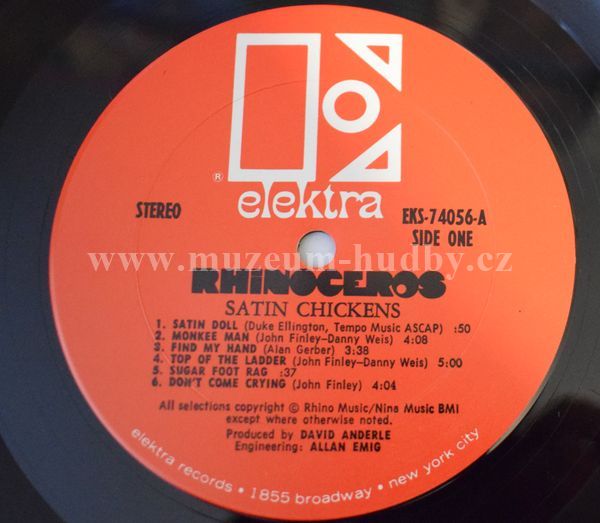 ®
elektra
STEREO
EKS-74056-A
SIDE ONE
www.muzeum-hudby.cz
RHINOCEROS
SATIN CHICKENS
1. SATIN DOLL (Duke Ellington, Tempo Music ASCAP) :50
2. MONKEE MAN (John Finley–Danny Weis) 4:08
3. FIND MY HAND (Alan Gerber) 3:38
4. TOP OF THE LADDER (John Finley–Danny Weis) 5:00
5. SUGAR FOOT RAG :37
6. DON'T COME CRYING (John Finley) 4:04
All selections copyright © Rhino Music/Nina Music BMI
except where otherwise noted.
Produced by DAVID ANDERLE
Engineering: ALLAN EMIG
elektra records • 1855 broadway • new york city